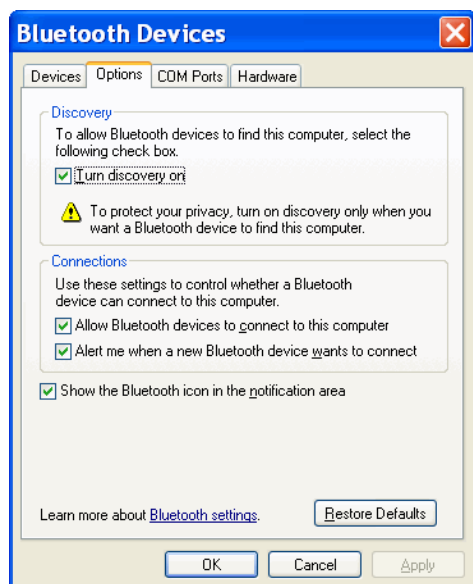 Bluetooth Devices
Devices Options COM Ports Hardware
Discovery
To allow Bluetooth devices to find this computer, select the
following check box.
Turn discovery on
To protect your privacy, turn on discovery only when you
want a Bluetooth device to find this computer.
Connections
Use these settings to control whether a Bluetooth
device can connect to this computer.
Allow Bluetooth devices to connect to this computer
Alert me when a new Bluetooth device wants to connect
Show the Bluetooth icon in the notification area
Learn more about Bluetooth settings. Restore Defaults
OK Cancel Apply